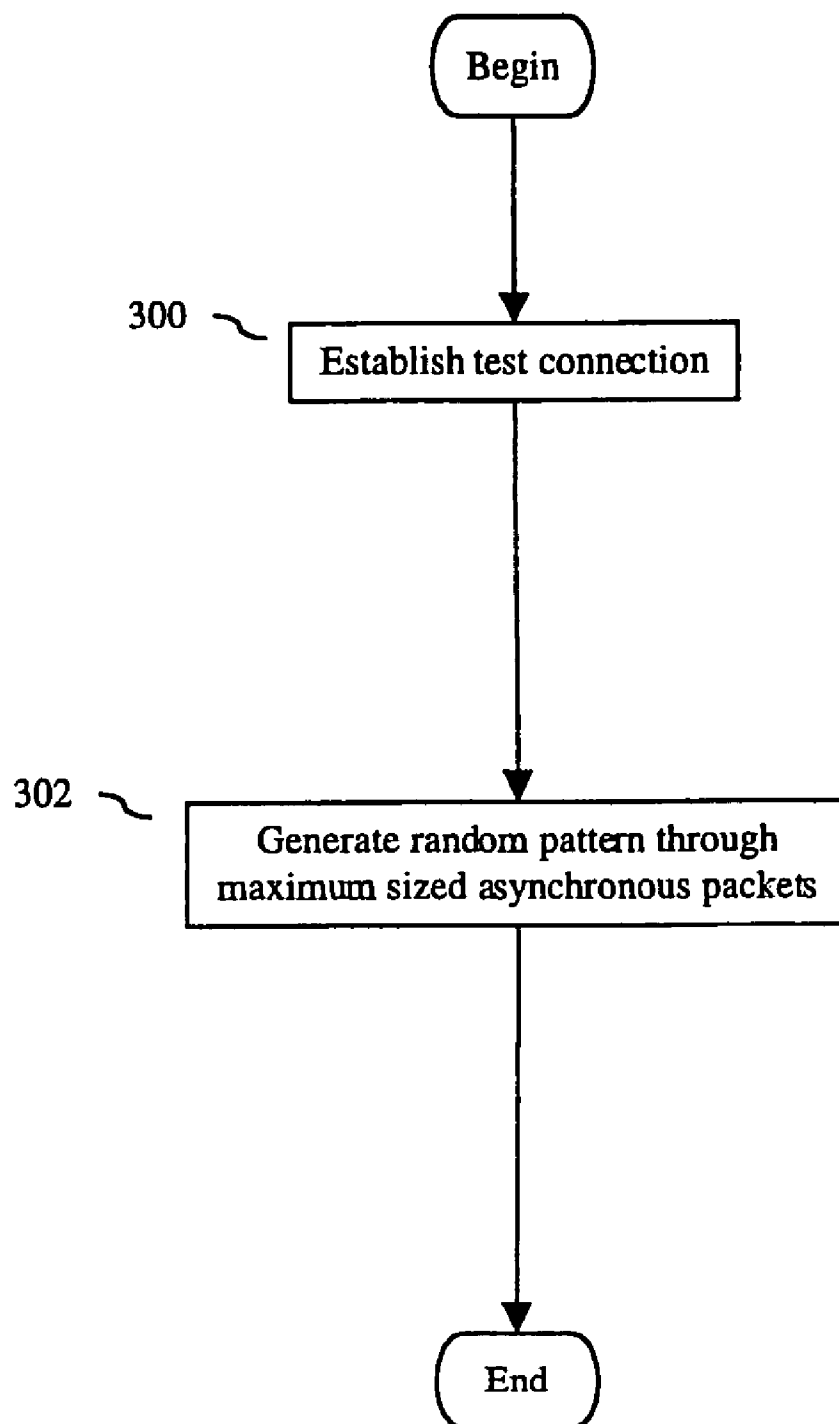 Begin
300
Establish test connection
302
Generate random pattern through
maximum sized asynchronous packets
End